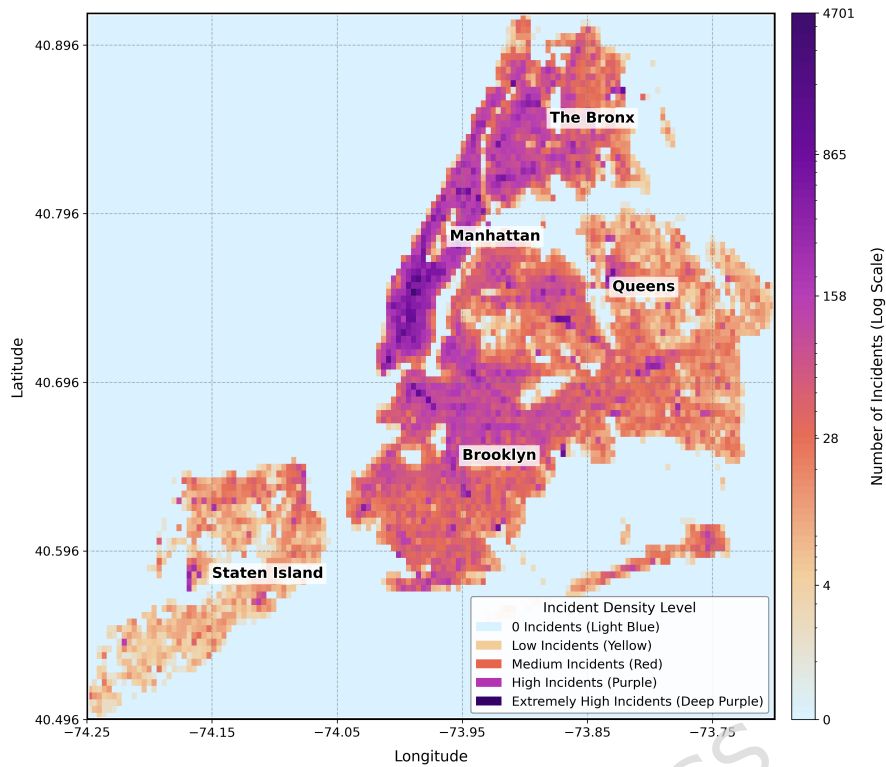 40.896
40.796
40.696
40.596
40.496
Latitude
−74.25
−74.15
−74.05
−73.95
−73.85
−73.75
Longitude
The Bronx
Manhattan
Queens
Brooklyn
Staten Island
Incident Density Level
0 Incidents (Light Blue)
Low Incidents (Yellow)
Medium Incidents (Red)
High Incidents (Purple)
Extremely High Incidents (Deep Purple)
4701
865
158
28
4
0
Number of Incidents (Log Scale)